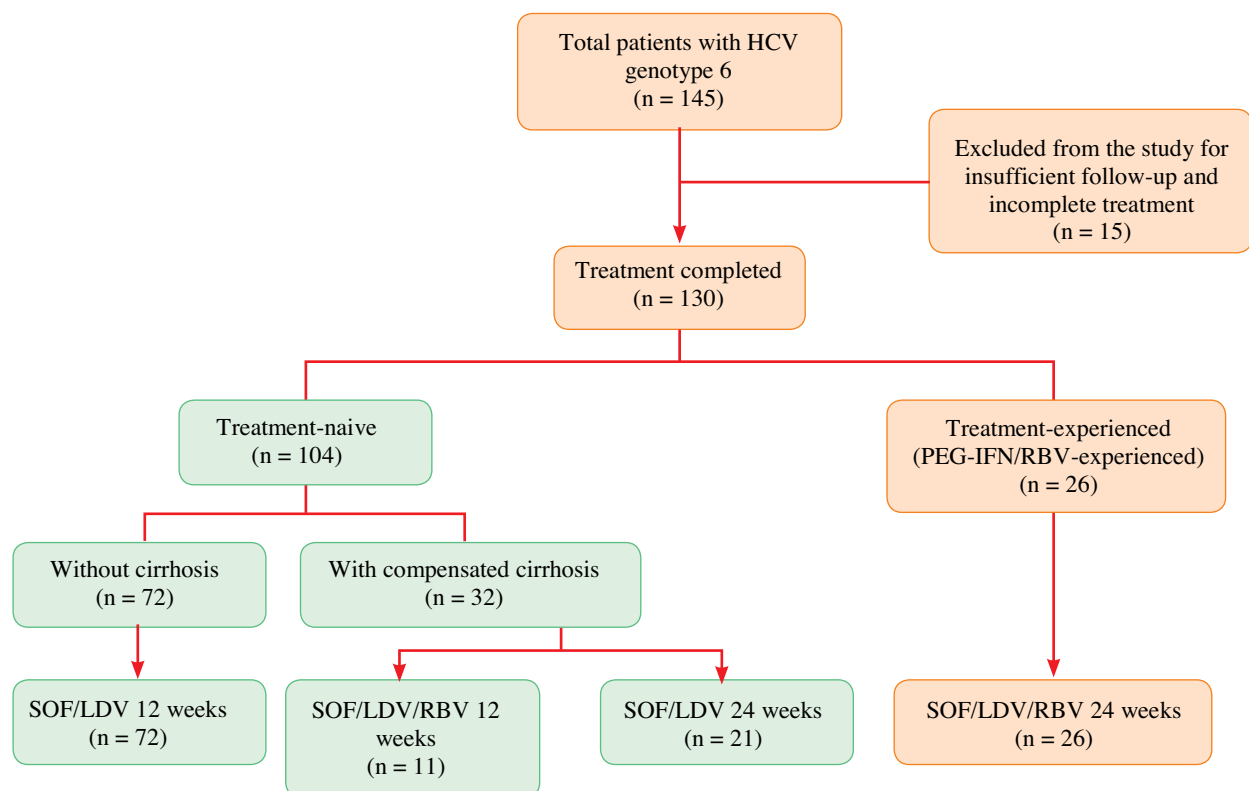 Total patients with HCV
genotype 6
(n = 145)
Excluded from the study for
insufficient follow-up and
incomplete treatment
(n = 15)
Treatment completed
(n = 130)
Treatment-naive
(n = 104)
Treatment-experienced
(PEG-IFN/RBV-experienced)
(n = 26)
Without cirrhosis
(n = 72)
With compensated cirrhosis
(n = 32)
SOF/LDV 12 weeks
(n = 72)
SOF/LDV/RBV 12
weeks
(n = 11)
SOF/LDV 24 weeks
(n = 21)
SOF/LDV/RBV 24 weeks
(n = 26)